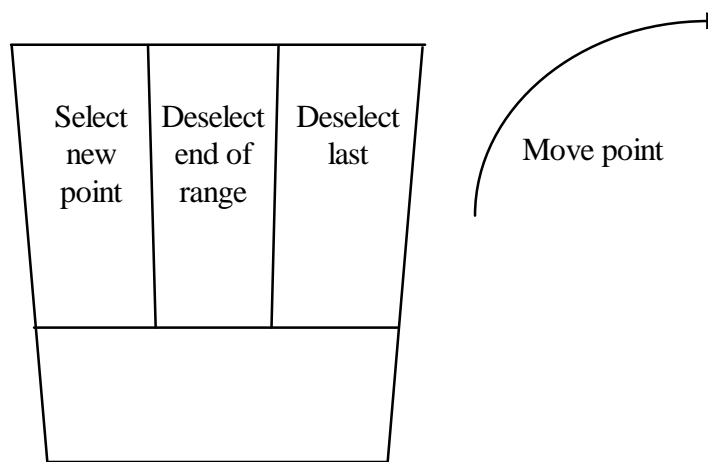 Select
new
point
Deselect
end of
range
Deselect
last
Move point